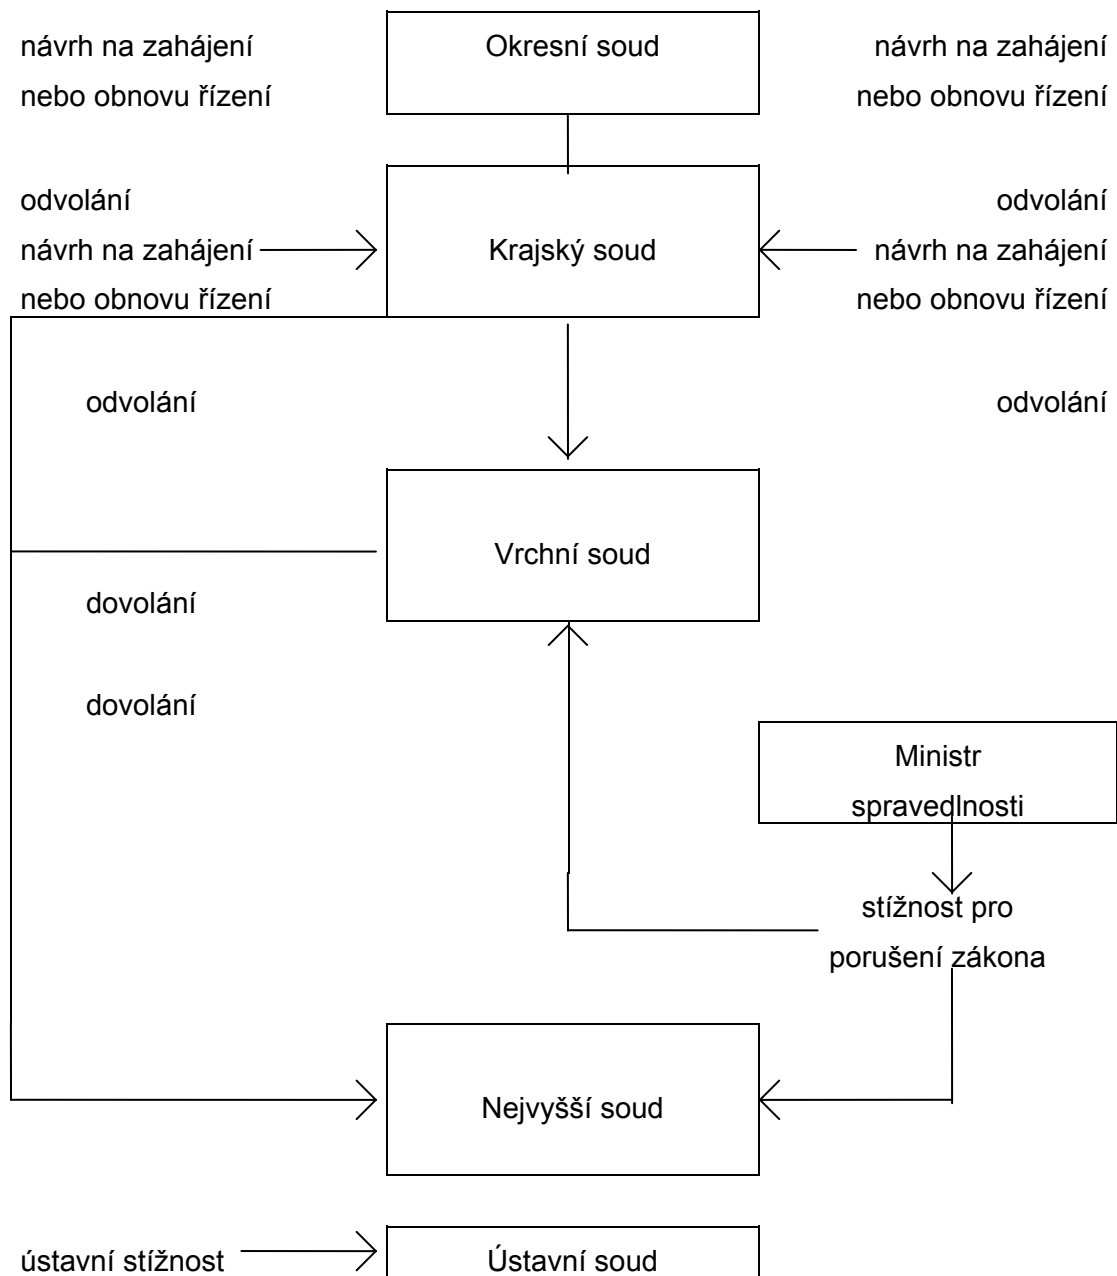 návrh na zahájení
nebo obnovu řízení
Okresní soud
návrh na zahájení
nebo obnovu řízení
odvolání
návrh na zahájení
nebo obnovu řízení
Krajský soud
odvolání
návrh na zahájení
nebo obnovu řízení
odvolání
odvolání
Vrchní soud
dovolání
dovolání
Ministr
spravedlnosti
stížnost pro
porušení zákona
Nejvyšší soud
ústavní stížnost
Ústavní soud